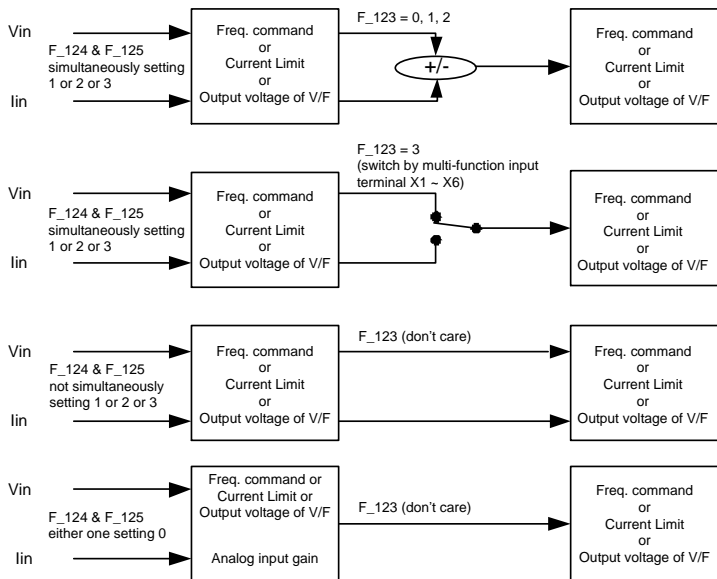 F_123 = 0, 1, 2
Vin
F_124 & F_125
simultaneously setting
1 or 2 or 3
Iin
Freq. command
or
Current Limit
or
Output voltage of V/F
+/-
Freq. command
or
Current Limit
or
Output voltage of V/F
F_123 = 3
(switch by multi-function input
terminal X1 ~ X6)
Vin
F_124 & F_125
simultaneously setting
1 or 2 or 3
Iin
Freq. command
or
Current Limit
or
Output voltage of V/F
Freq. command
or
Current Limit
or
Output voltage of V/F
Vin
F_124 & F_125
not simultaneously
setting 1 or 2 or 3
Iin
Freq. command
or
Current Limit
or
Output voltage of V/F
F_123 (don't care)
Freq. command
or
Current Limit
or
Output voltage of V/F
Vin
F_124 & F_125
either one setting 0
Iin
Freq. command or
Current Limit or
Output voltage of V/F
Analog input gain
F_123 (don't care)
Freq. command
or
Current Limit
or
Output voltage of V/F